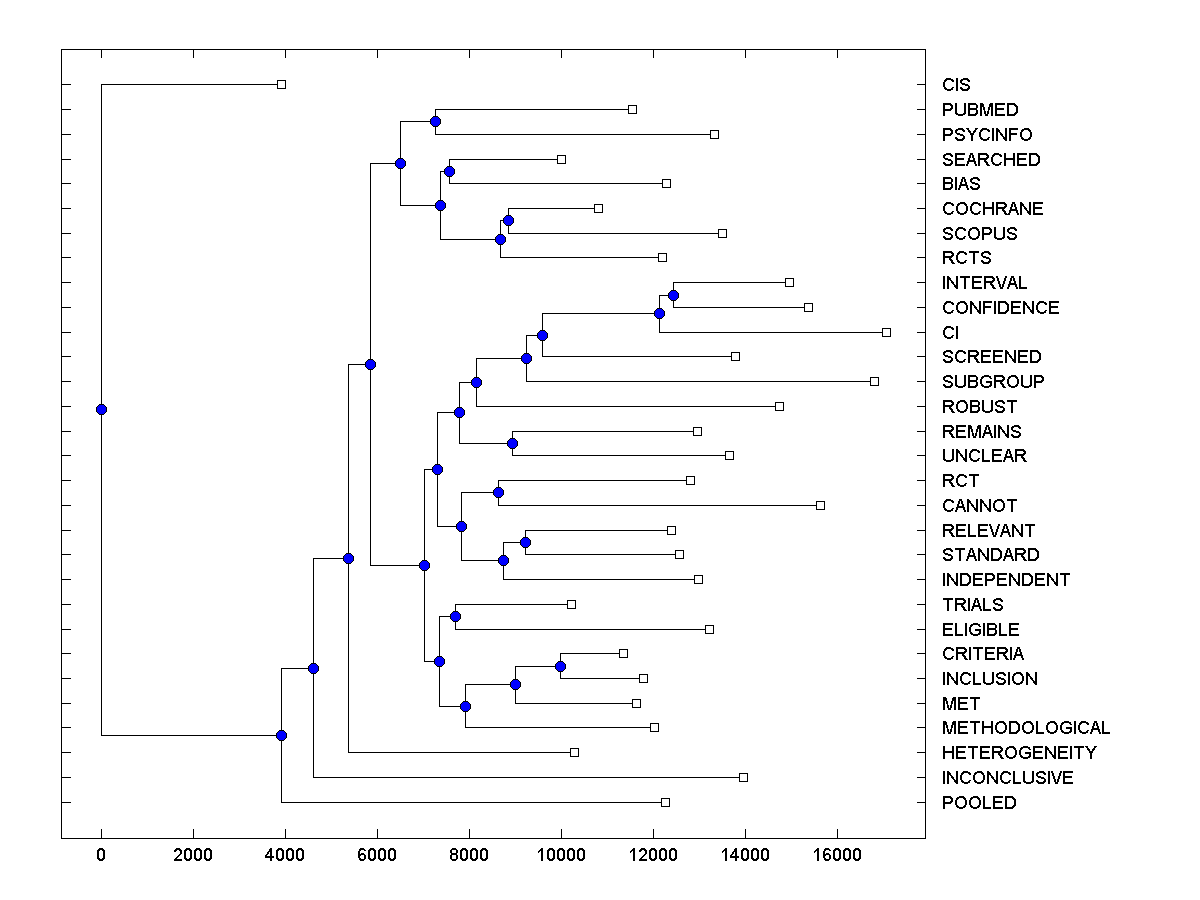 CIS
PUBMED
PSYCINFO
SEARCHED
BIAS
COCHRANE
SCOPUS
RCTS
INTERVAL
CONFIDENCE
CI
SCREENED
SUBGROUP
ROBUST
REMAINS
UNCLEAR
RCT
CANNOT
RELEVANT
STANDARD
INDEPENDENT
TRIALS
ELIGIBLE
CRITERIA
INCLUSION
MET
METHODOLOGICAL
HETEROGENEITY
INCONCLUSIVE
POOLED
0 2000 4000 6000 8000 10000 12000 14000 16000